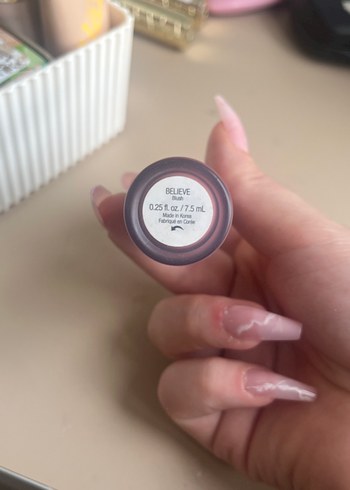 BELIEVE
Blush
0.25 fl. oz. / 7.5 mL
Made in Korea
Fabriqué en Corée